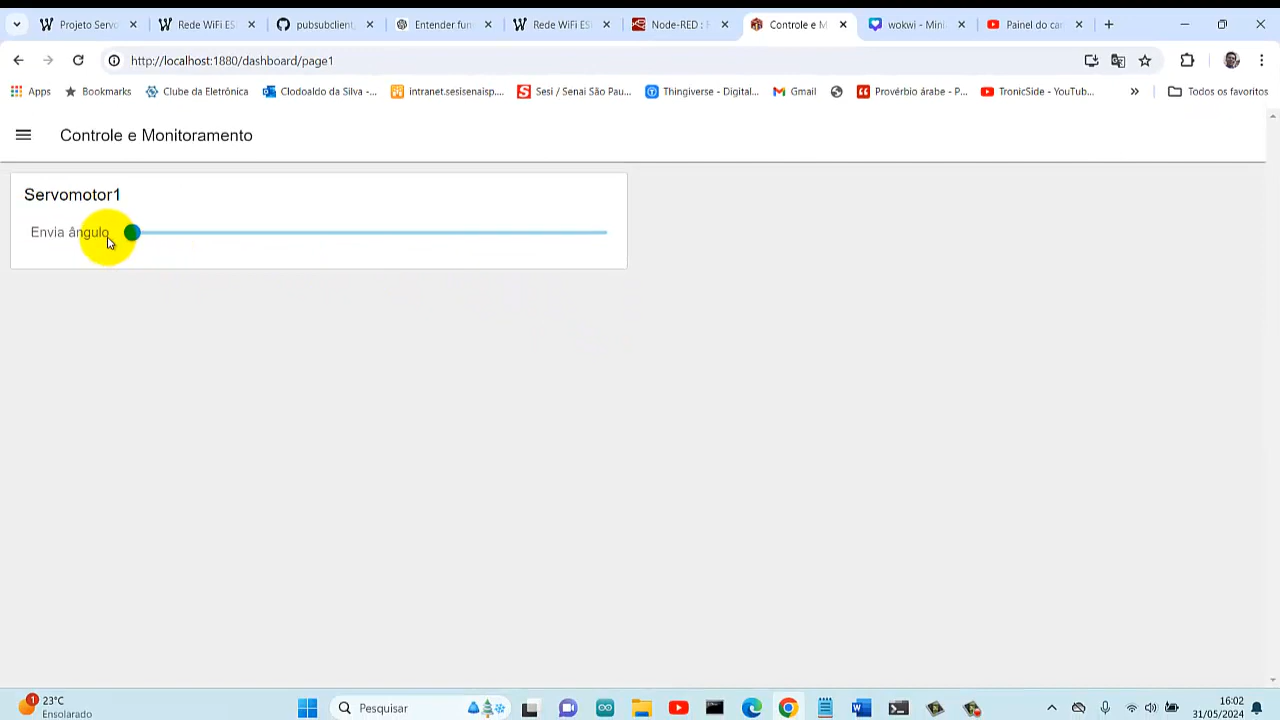 Projeto Servo
Rede WiFi ES
pubsubclient
Entender fun
Rede WiFi ES
Node-RED : F
Controle e M
wokwi - Mini
Painel do car
http://localhost:1880/dashboard/page1
Apps
Bookmarks
Clube da Eletrônica
Clodoaldo da Silva -...
intranet.sesisenaisp....
Sesi / Senai São Pau...
Thingiverse - Digital...
Gmail
Provérbio árabe - P...
TronicSide - YouTub...
Todos os favoritos
Controle e Monitoramento
Servomotor1
Envia ângulo
1
23°C
Ensolarado
Pesquisar
16:02
31/05/2024